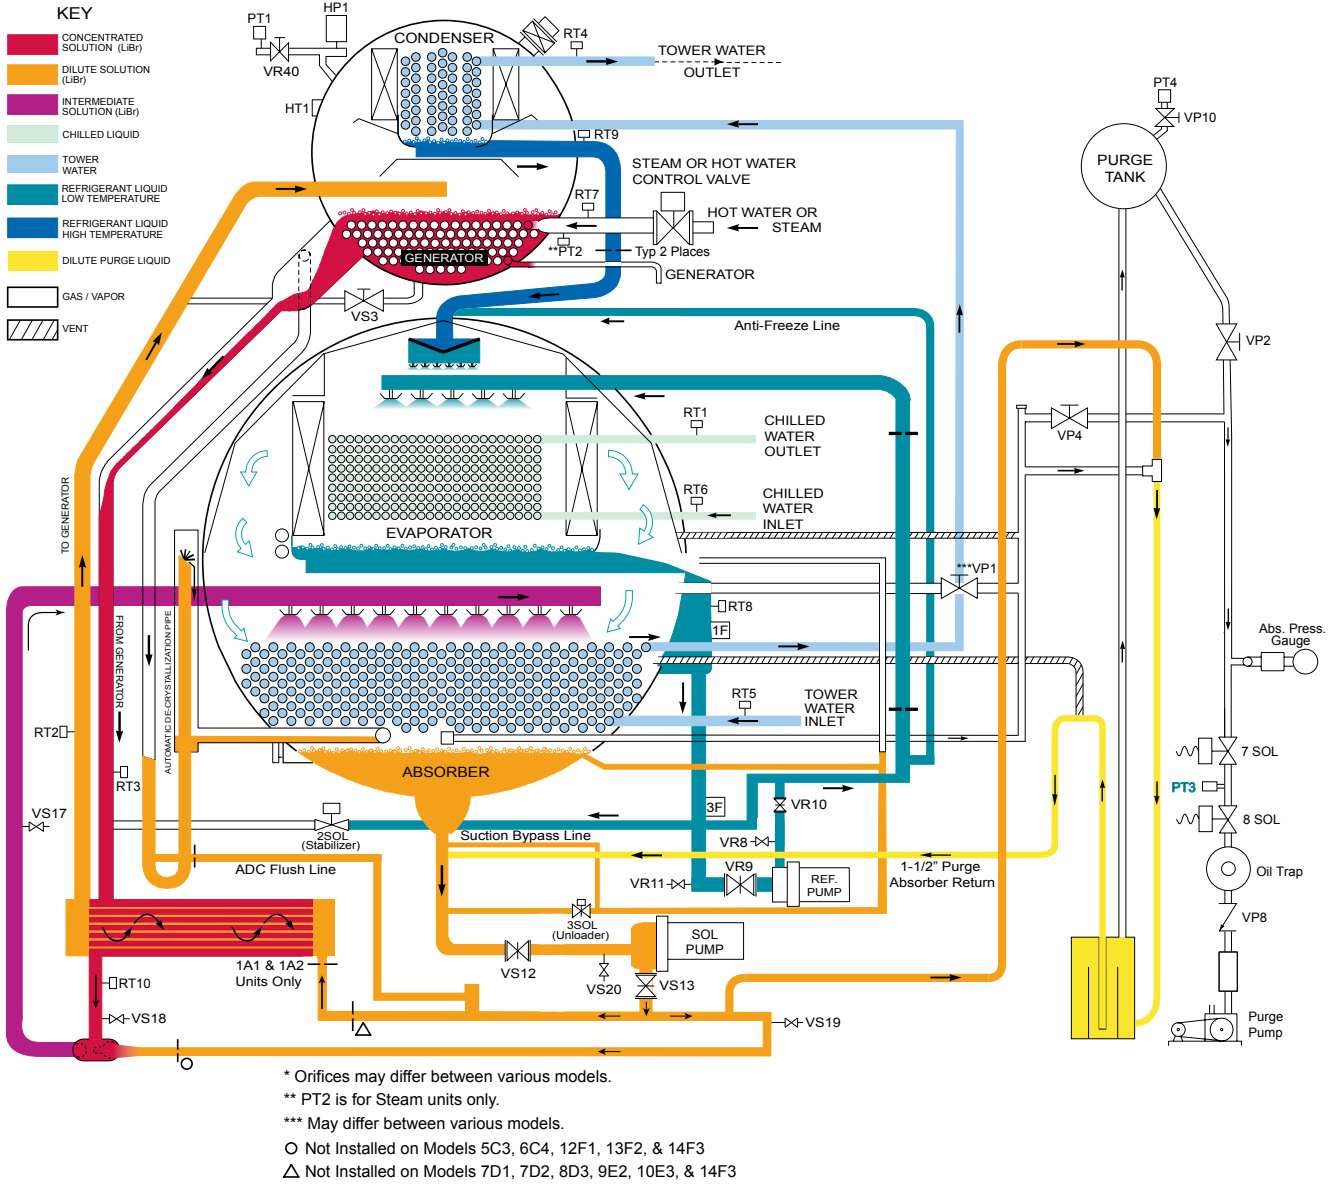 KEY
CONCENTRATED
SOLUTION (LiBr)
DILUTE SOLUTION
(LiBr)
INTERMEDIATE
SOLUTION (LiBr)
CHILLED LIQUID
TOWER
WATER
REFRIGERANT LIQUID
LOW TEMPERATURE
REFRIGERANT LIQUID
HIGH TEMPERATURE
DILUTE PURGE LIQUID
GAS / VAPOR
VENT
PT1
HP1
VR40
HT1
CONDENSER
RT4
TOWER WATER
OUTLET
RT9
STEAM OR HOT WATER
CONTROL VALVE
RT7
HOT WATER OR
STEAM
**PT2
Typ 2 Places
GENERATOR
GENERATOR
VS3
Anti-Freeze Line
PT4
VP10
PURGE
TANK
VP2
VP4
RT1
CHILLED
WATER
OUTLET
RT6
CHILLED
WATER
INLET
EVAPORATOR
***VP1
RT8
1F
TO GENERATOR
FROM GENERATOR
AUTOMATIC DE-CRYSTALLIZATION PIPE
RT2
RT3
RT5
TOWER
WATER
INLET
Abs. Press.
Gauge
7 SOL
PT3
8 SOL
Oil Trap
VP8
Purge
Pump
ABSORBER
VS17
2SOL
(Stabilizer)
Suction Bypass Line
3F
VR10
VR8
VR9
VR11
REF.
PUMP
1-1/2" Purge
Absorber Return
ADC Flush Line
3SOL
(Unloader)
SOL
PUMP
VS12
VS20
VS13
1A1 & 1A2
Units Only
RT10
VS18
VS19
* Orifices may differ between various models.
** PT2 is for Steam units only.
*** May differ between various models.
Not Installed on Models 5C3, 6C4, 12F1, 13F2, & 14F3
Not Installed on Models 7D1, 7D2, 8D3, 9E2, 10E3, & 14F3